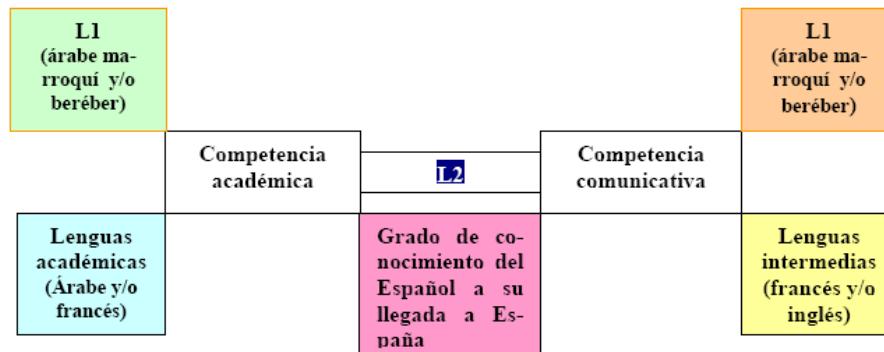 L1
(árabe ma-
rroquí y/o
beréber)
L1
(árabe ma-
rroquí y/o
beréber)
Competencia
académica
L2
Competencia
comunicativa
Lenguas
académicas
(Árabe y/o
francés)
Grado de co-
nocimiento del
Español a su
llegada a Es-
paña
Lenguas
intermedias
(francés y/o
inglés)